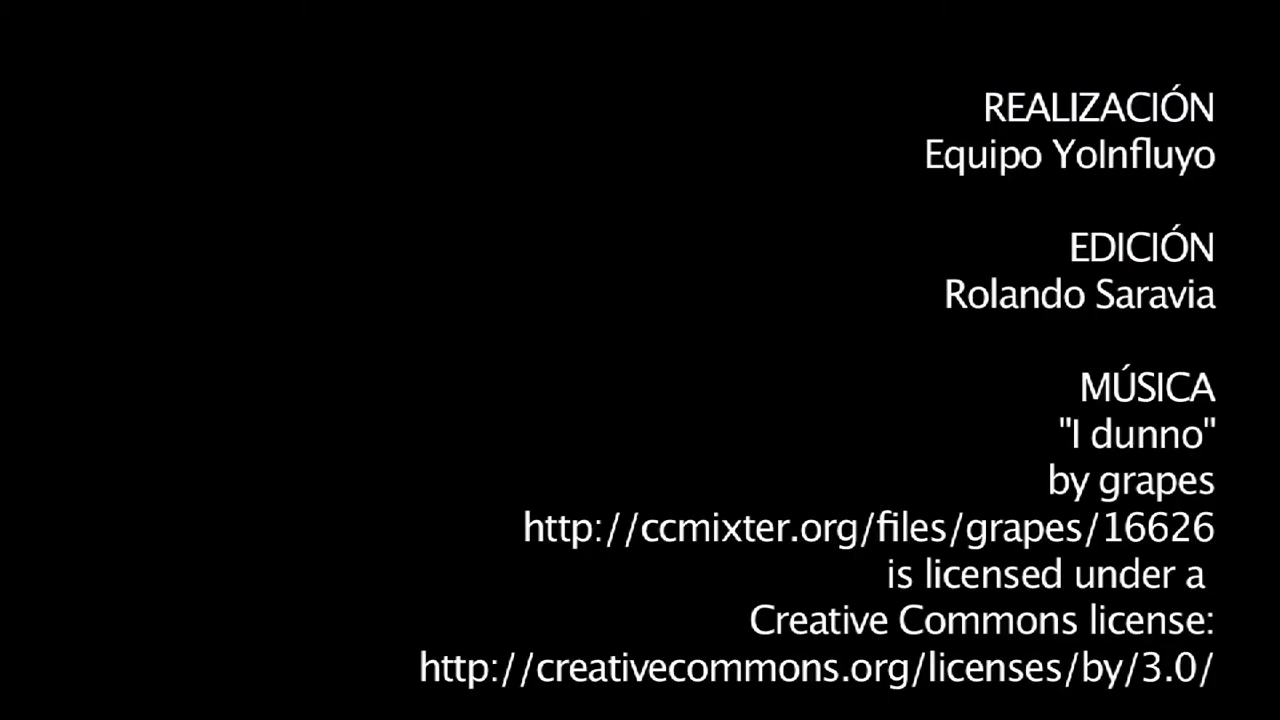 REALIZACIÓN
Equipo YoInfluyo
EDICIÓN
Rolando Saravia
MÚSICA
"I dunno"
by grapes
http://ccmixter.org/files/grapes/16626
is licensed under a
Creative Commons license:
http://creativecommons.org/licenses/by/3.0/